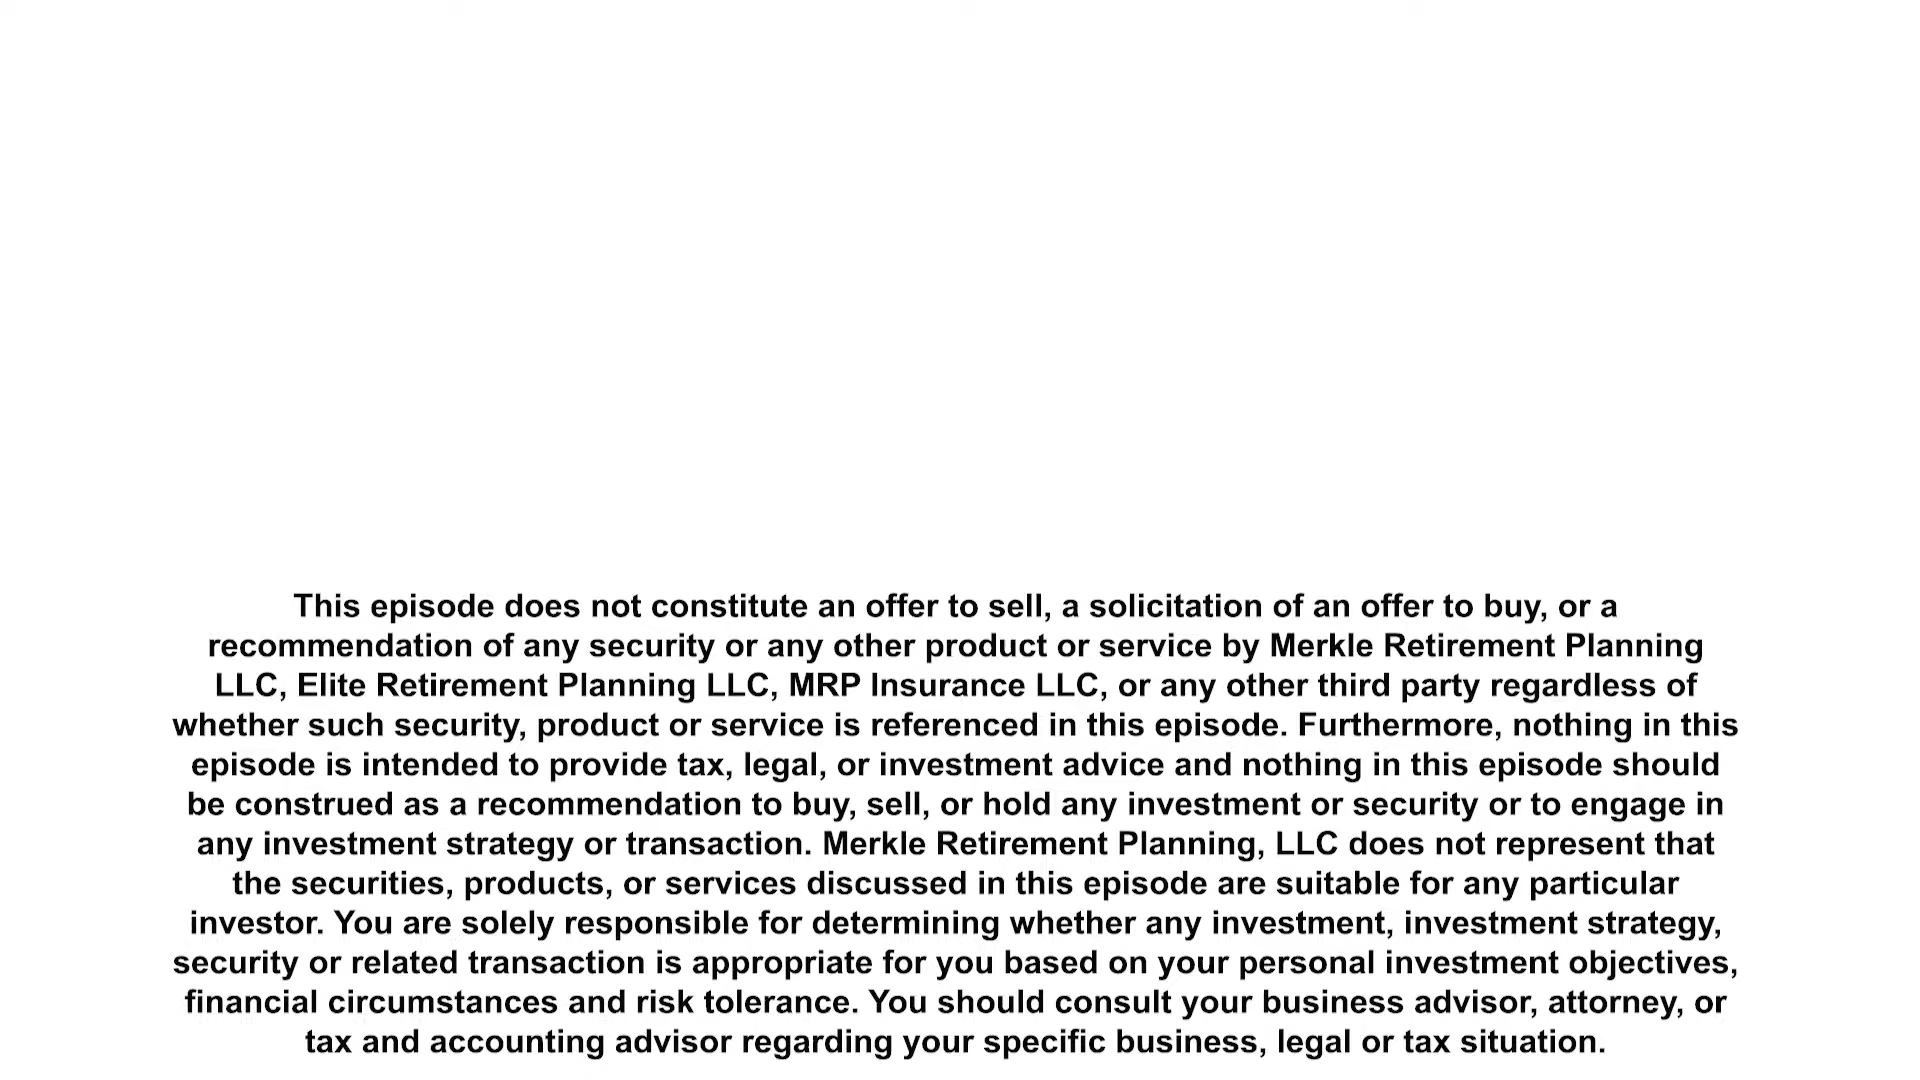 This episode does not constitute an offer to sell, a solicitation of an offer to buy, or a
recommendation of any security or any other product or service by Merkle Retirement Planning
LLC, Elite Retirement Planning LLC, MRP Insurance LLC, or any other third party regardless of
whether such security, product or service is referenced in this episode. Furthermore, nothing in this
episode is intended to provide tax, legal, or investment advice and nothing in this episode should
be construed as a recommendation to buy, sell, or hold any investment or security or to engage in
any investment strategy or transaction. Merkle Retirement Planning, LLC does not represent that
the securities, products, or services discussed in this episode are suitable for any particular
investor. You are solely responsible for determining whether any investment, investment strategy,
security or related transaction is appropriate for you based on your personal investment objectives,
financial circumstances and risk tolerance. You should consult your business advisor, attorney, or
tax and accounting advisor regarding your specific business, legal or tax situation.